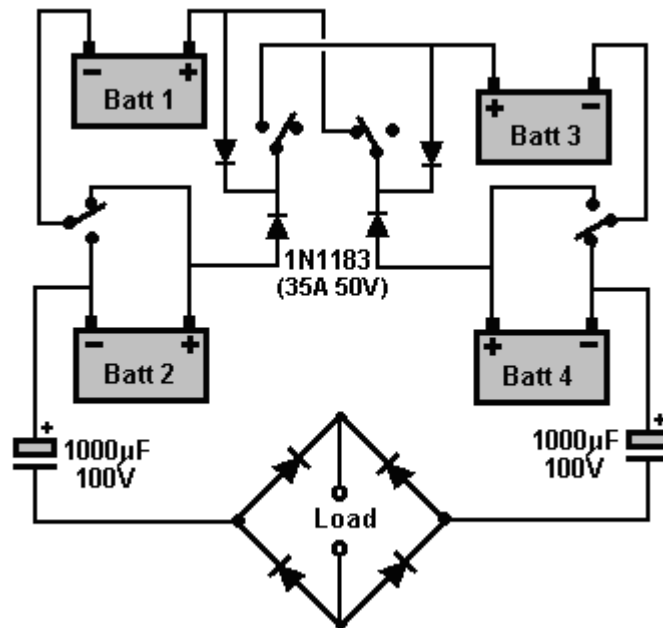 - +
Batt 1
+ -
Batt 3
1N1183
(35A 50V)
- +
Batt 2
+ -
Batt 4
+
1000µF
100V
+
1000µF
100V
Load